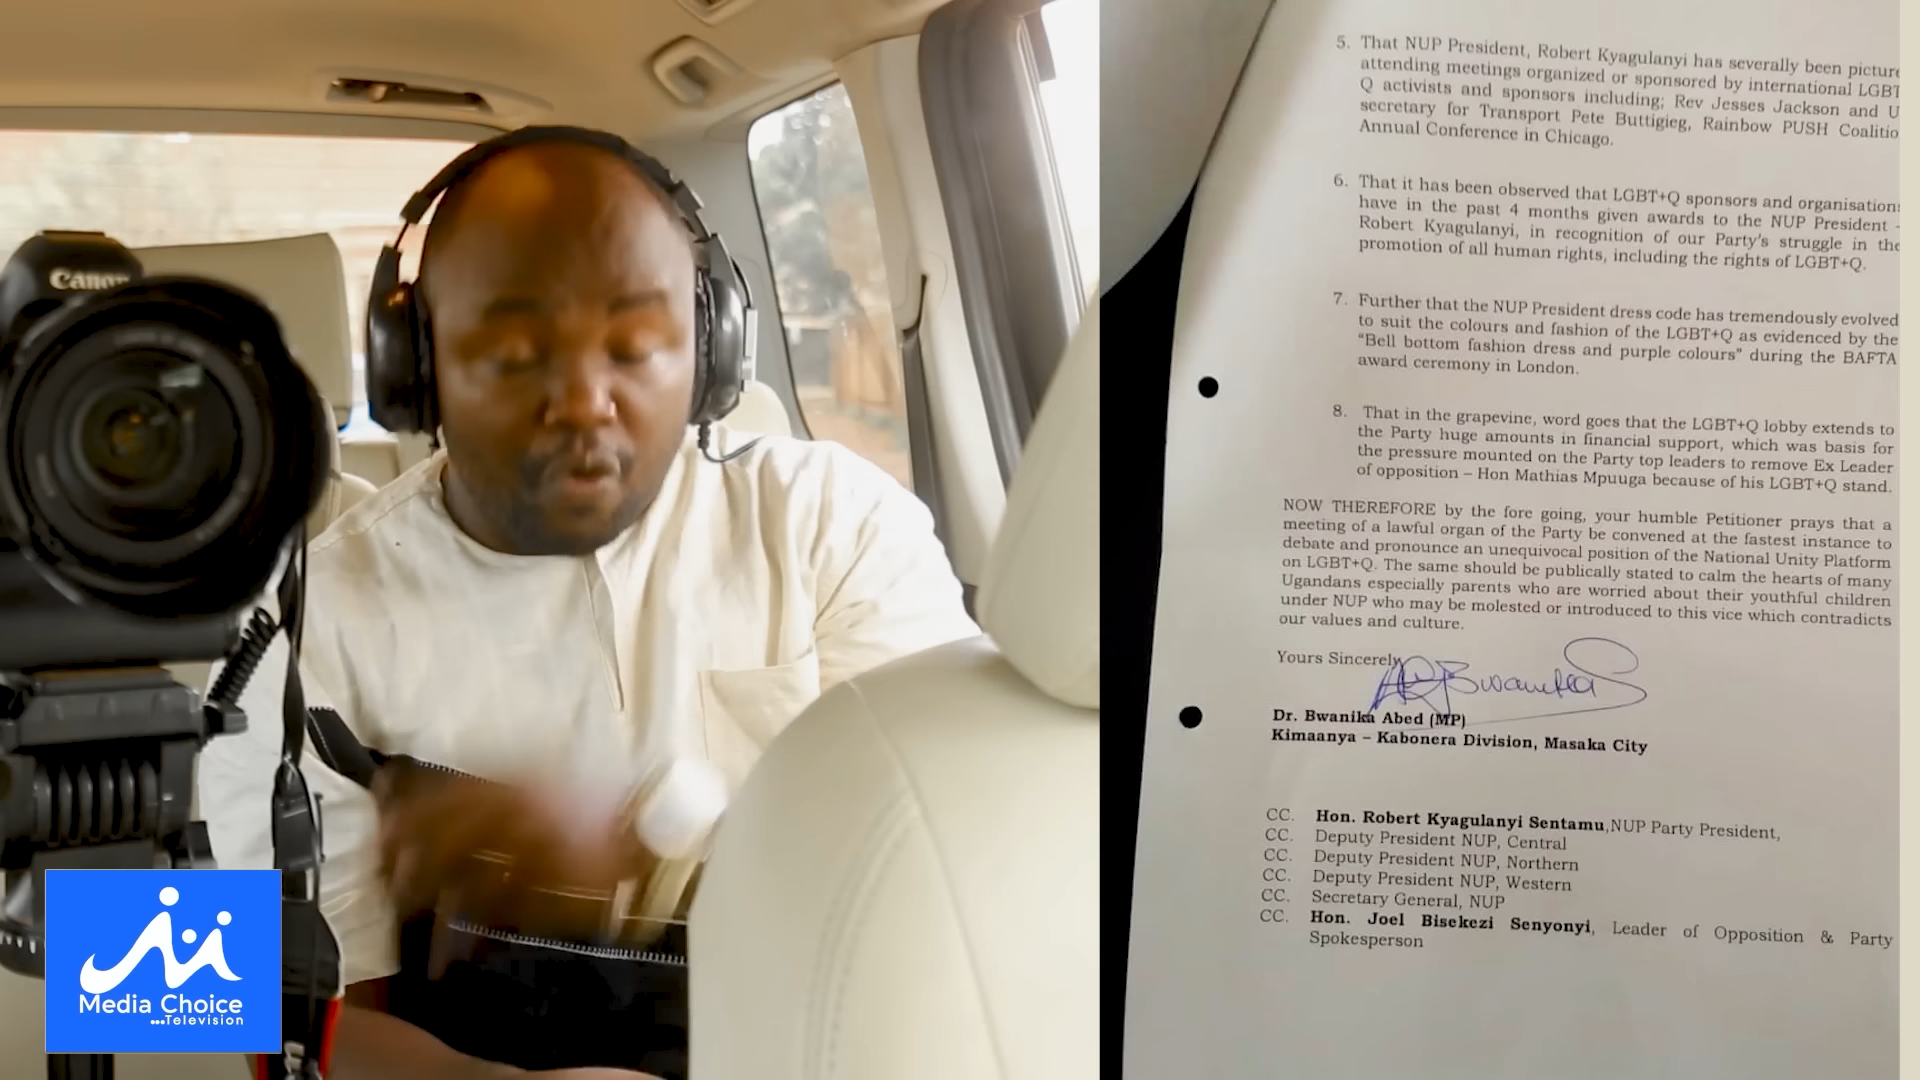 Canon
Media Choice
...Television
5. That NUP President, Robert Kyagulanyi has severally been picture
attending meetings organized or sponsored by international LGBT
Q activists and sponsors including; Rev Jesses Jackson and U
secretary for Transport Pete Buttigieg, Rainbow PUSH Coalitio
Annual Conference in Chicago.
6. That it has been observed that LGBT+Q sponsors and organisations
have in the past 4 months given awards to the NUP President -
Robert Kyagulanyi, in recognition of our Party's struggle in the
promotion of all human rights, including the rights of LGBT+Q.
7. Further that the NUP President dress code has tremendously evolved
to suit the colours and fashion of the LGBT+Q as evidenced by the
"Bell bottom fashion dress and purple colours" during the BAFTA
award ceremony in London.
8. That in the grapevine, word goes that the LGBT+Q lobby extends to
the Party huge amounts in financial support, which was basis for
the pressure mounted on the Party top leaders to remove Ex Leader
of opposition – Hon Mathias Mpuuga because of his LGBT+Q stand.
NOW THEREFORE by the fore going, your humble Petitioner prays that a
meeting of a lawful organ of the Party be convened at the fastest instance to
debate and pronounce an unequivocal position of the National Unity Platform
on LGBT+Q. The same should be publically stated to calm the hearts of many
Ugandans especially parents who are worried about their youthful children
under NUP who may be molested or introduced to this vice which contradicts
our values and culture.
Yours Sincerely
Bwanika
Dr. Bwanika Abed (MP)
Kimaanya – Kabonera Division, Masaka City
CC. Hon. Robert Kyagulanyi Sentamu,NUP Party President,
CC. Deputy President NUP, Central
CC. Deputy President NUP, Northern
CC. Deputy President NUP, Western
CC. Secretary General, NUP
CC. Hon. Joel Bisekezi Senyonyi, Leader of Opposition & Party
Spokesperson